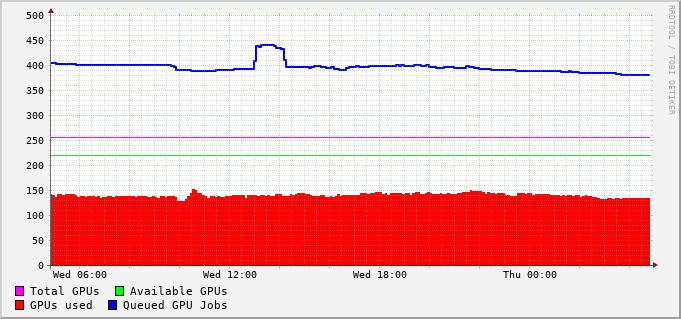 500
450
400
350
300
250
200
150
100
50
0
Wed 06:00 Wed 12:00 Wed 18:00 Thu 00:00
Total GPUs Available GPUs
GPUs used Queued GPU Jobs
RRDTOOL / TOBI OETIKER